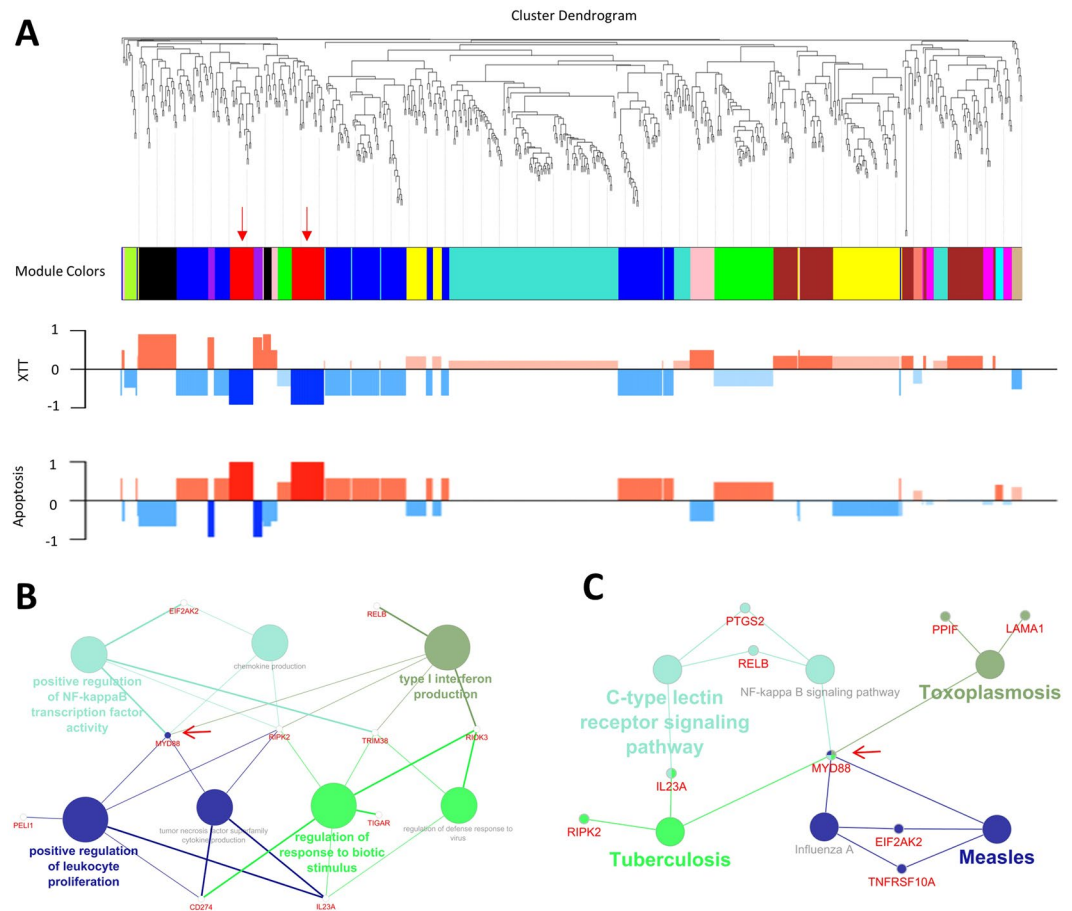 Cluster Dendrogram
A
Module Colors
1
0
-1
XTT
1
0
-1
Apoptosis
B
EIF2AK2
RELB
chemokine production
positive regulation
of NF-kappaB
transcription factor
activity
type I interferon
production
MYD88
RIPK2
TRIM38
RIOK3
PELI1
tumor necrosis factor superfamily
cytokine production
TIGAR
regulation of defense response to
virus
positive regulation
of leukocyte
proliferation
regulation of
response to biotic
stimulus
CD274
IL23A
C
PTGS2
PPIF
LAMA1
RELB
C-type lectin
receptor signaling
pathway
NF-kappa B signaling pathway
Toxoplasmosis
MYD88
IL23A
RIPK2
Tuberculosis
Influenza A
EIF2AK2
Measles
TNFRSF10A